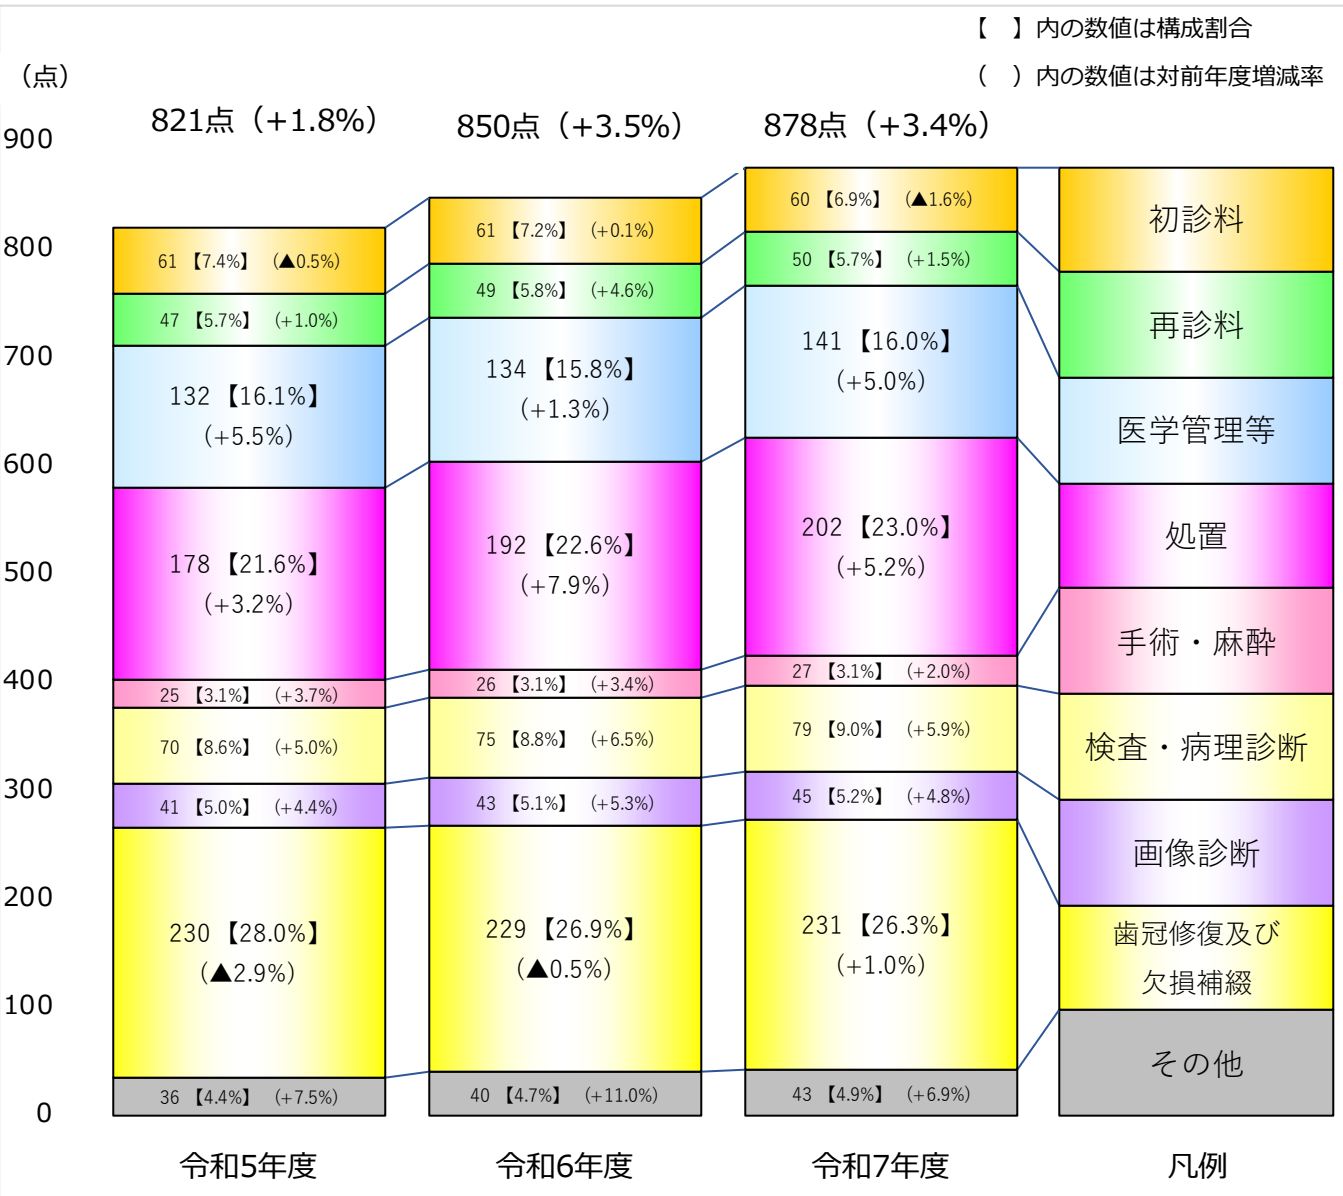 【　】内の数値は構成割合
（　）内の数値は対前年度増減率
（点）
821点（+1.8%）
850点（+3.5%）
878点（+3.4%）
900
800
700
600
500
400
300
200
100
0
61 【7.4%】 （▲0.5%）
47 【5.7%】 （+1.0%）
132 【16.1%】
（+5.5%）
178 【21.6%】
（+3.2%）
25 【3.1%】 （+3.7%）
70 【8.6%】 （+5.0%）
41 【5.0%】 （+4.4%）
230 【28.0%】
（▲2.9%）
36 【4.4%】 （+7.5%）
令和5年度
61 【7.2%】 （+0.1%）
49 【5.8%】 （+4.6%）
134 【15.8%】
（+1.3%）
192 【22.6%】
（+7.9%）
26 【3.1%】 （+3.4%）
75 【8.8%】 （+6.5%）
43 【5.1%】 （+5.3%）
229 【26.9%】
（▲0.5%）
40 【4.7%】 （+11.0%）
令和6年度
60 【6.9%】 （▲1.6%）
50 【5.7%】 （+1.5%）
141 【16.0%】
（+5.0%）
202 【23.0%】
（+5.2%）
27 【3.1%】 （+2.0%）
79 【9.0%】 （+5.9%）
45 【5.2%】 （+4.8%）
231 【26.3%】
（+1.0%）
43 【4.9%】 （+6.9%）
令和7年度
初診料
再診料
医学管理等
処置
手術・麻酔
検査・病理診断
画像診断
歯冠修復及び
欠損補綴
その他
凡例